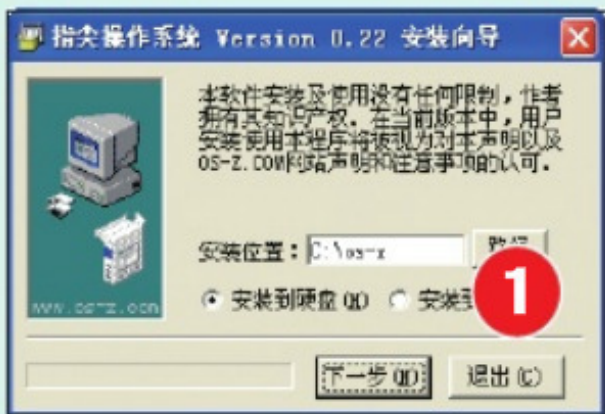 指尖操作系统 Version 0.22 安装向导
本软件安装及使用没有任何限制，作者
拥有其知识产权．在当前版本中，用户
安装使用本程序将被视为对本声明以及
os-z.com网站声明和注意事项的认可．
安装位置： C:\os-z
安装到硬盘(H) 安装到
1
www.os-z.com
下一步(N) 退出(C)